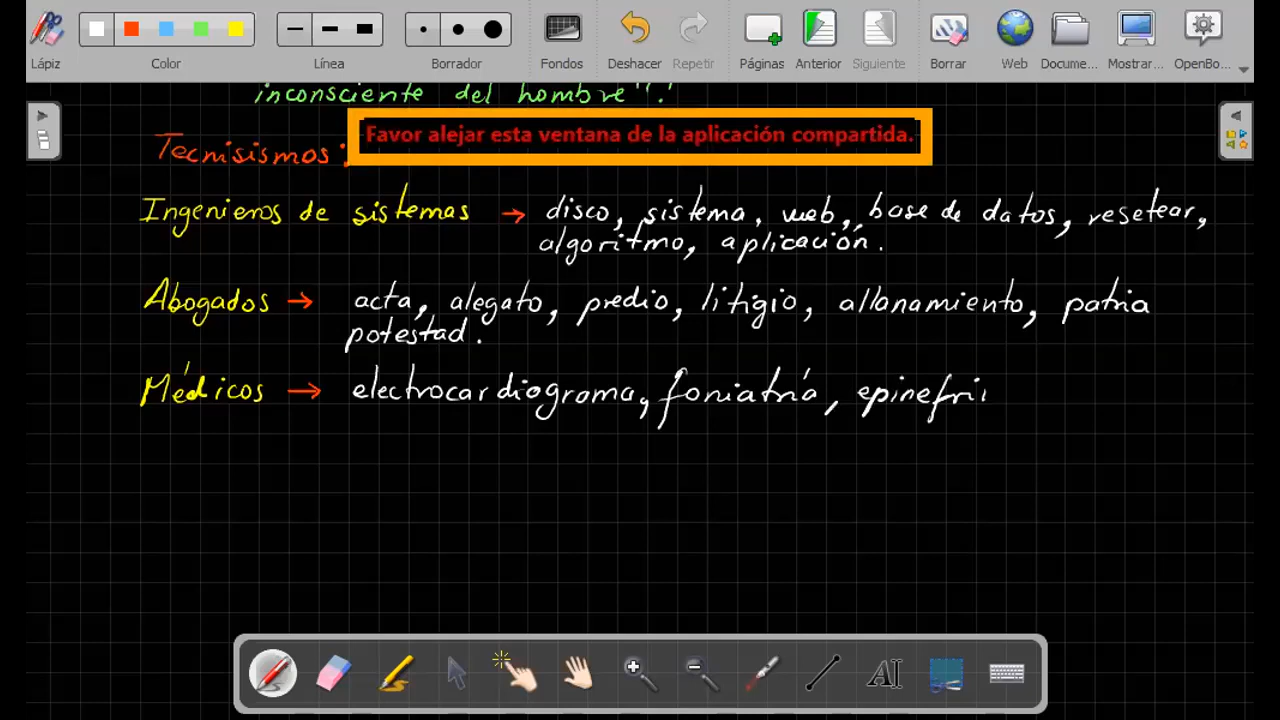 Lápiz Color Línea Borrador Fondos Deshacer Repetir Páginas Anterior Siguiente Borrar Web Docume... Mostrar... OpenBo...
inconsciente del hombre".
Tecnisismos:
Favor alejar esta ventana de la aplicación compartida.
Ingenieros de sistemas → disco, sistema, web, base de datos, resetear,
algoritmo, aplicación.
Abogados → acta, alegato, predio, litigio, allanamiento, patria
potestad.
Médicos → electrocardiograma, foniatría, epinefri